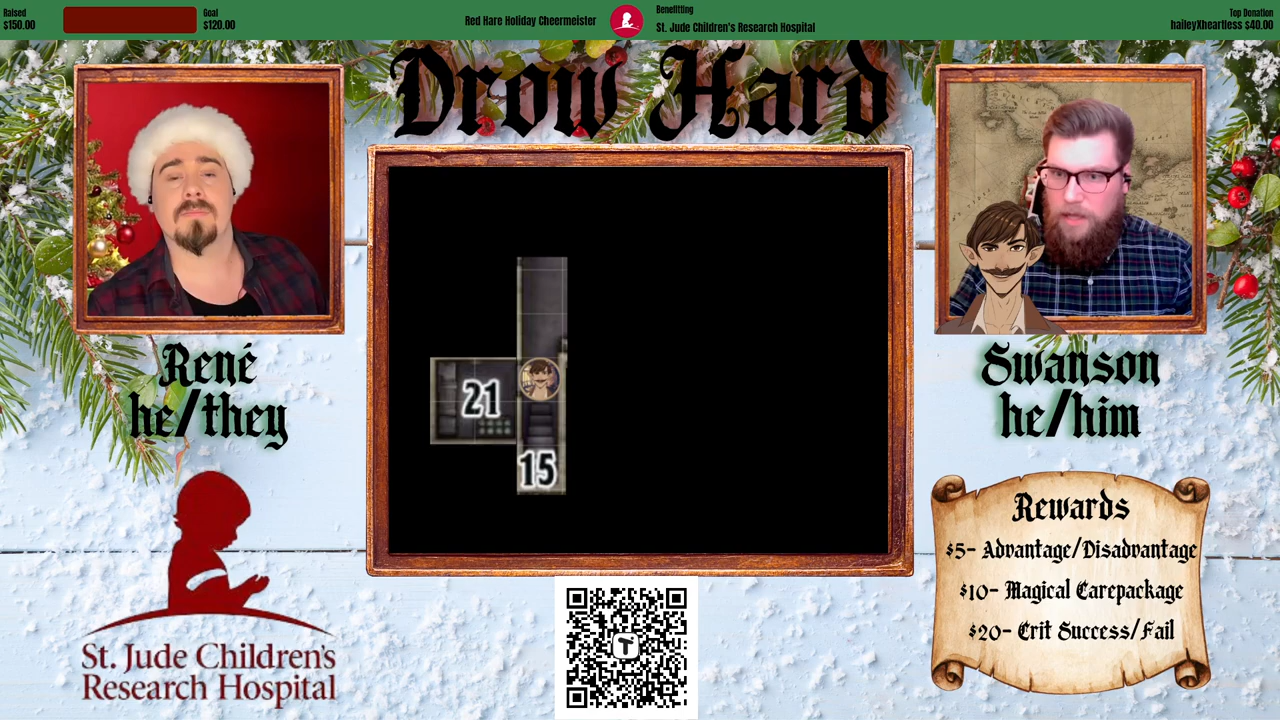 Raised
$150.00
Goal
$120.00
Red Hare Holiday Cheermeister
Benefitting
St. Jude Children's Research Hospital
Top Donation
haileyXheartless $40.00
Drow Hard
René
he/they
Swanson
he/him
21
15
St. Jude Children's
Research Hospital
T
Rewards
$5- Advantage/Disadvantage
$10- Magical Carepackage
$20- Crit Success/Fail